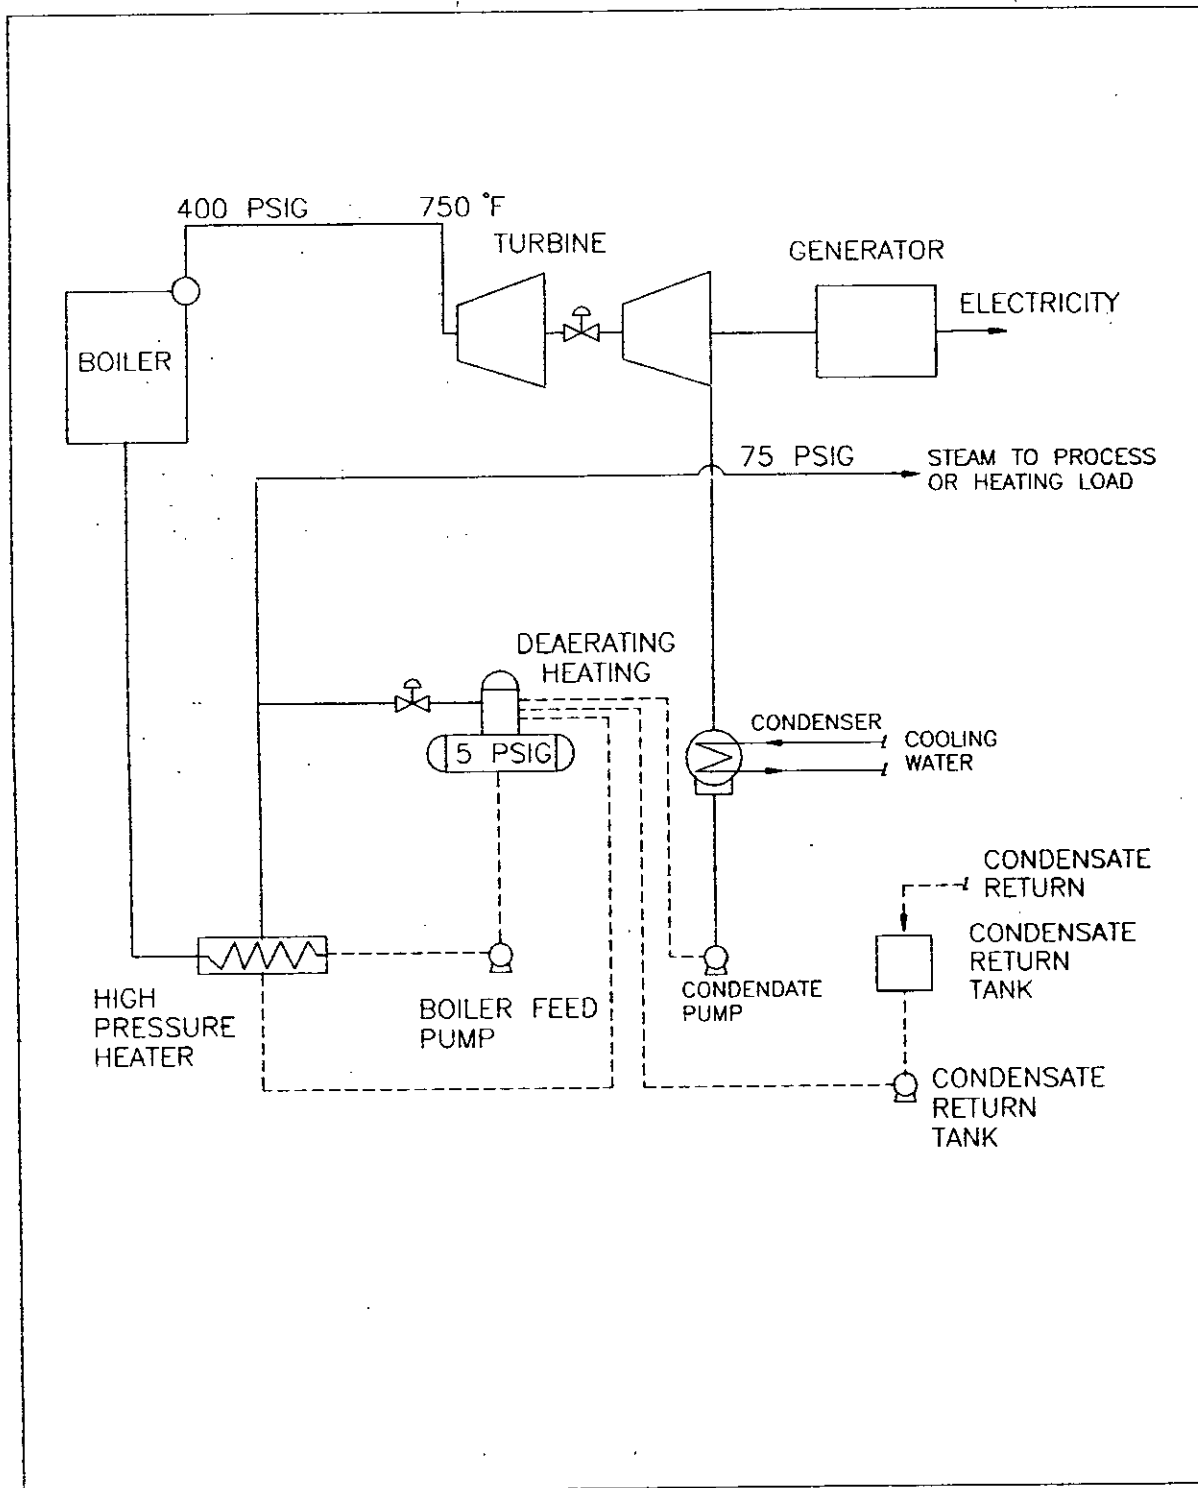 400 PSIG
750 °F
TURBINE
GENERATOR
ELECTRICITY
BOILER
75 PSIG
STEAM TO PROCESS
OR HEATING LOAD
DEAERATING
HEATING
5 PSIG
CONDENSER
COOLING
WATER
CONDENSATE
RETURN
CONDENSATE
RETURN
TANK
HIGH
PRESSURE
HEATER
BOILER FEED
PUMP
CONDENDATE
PUMP
CONDENSATE
RETURN
TANK